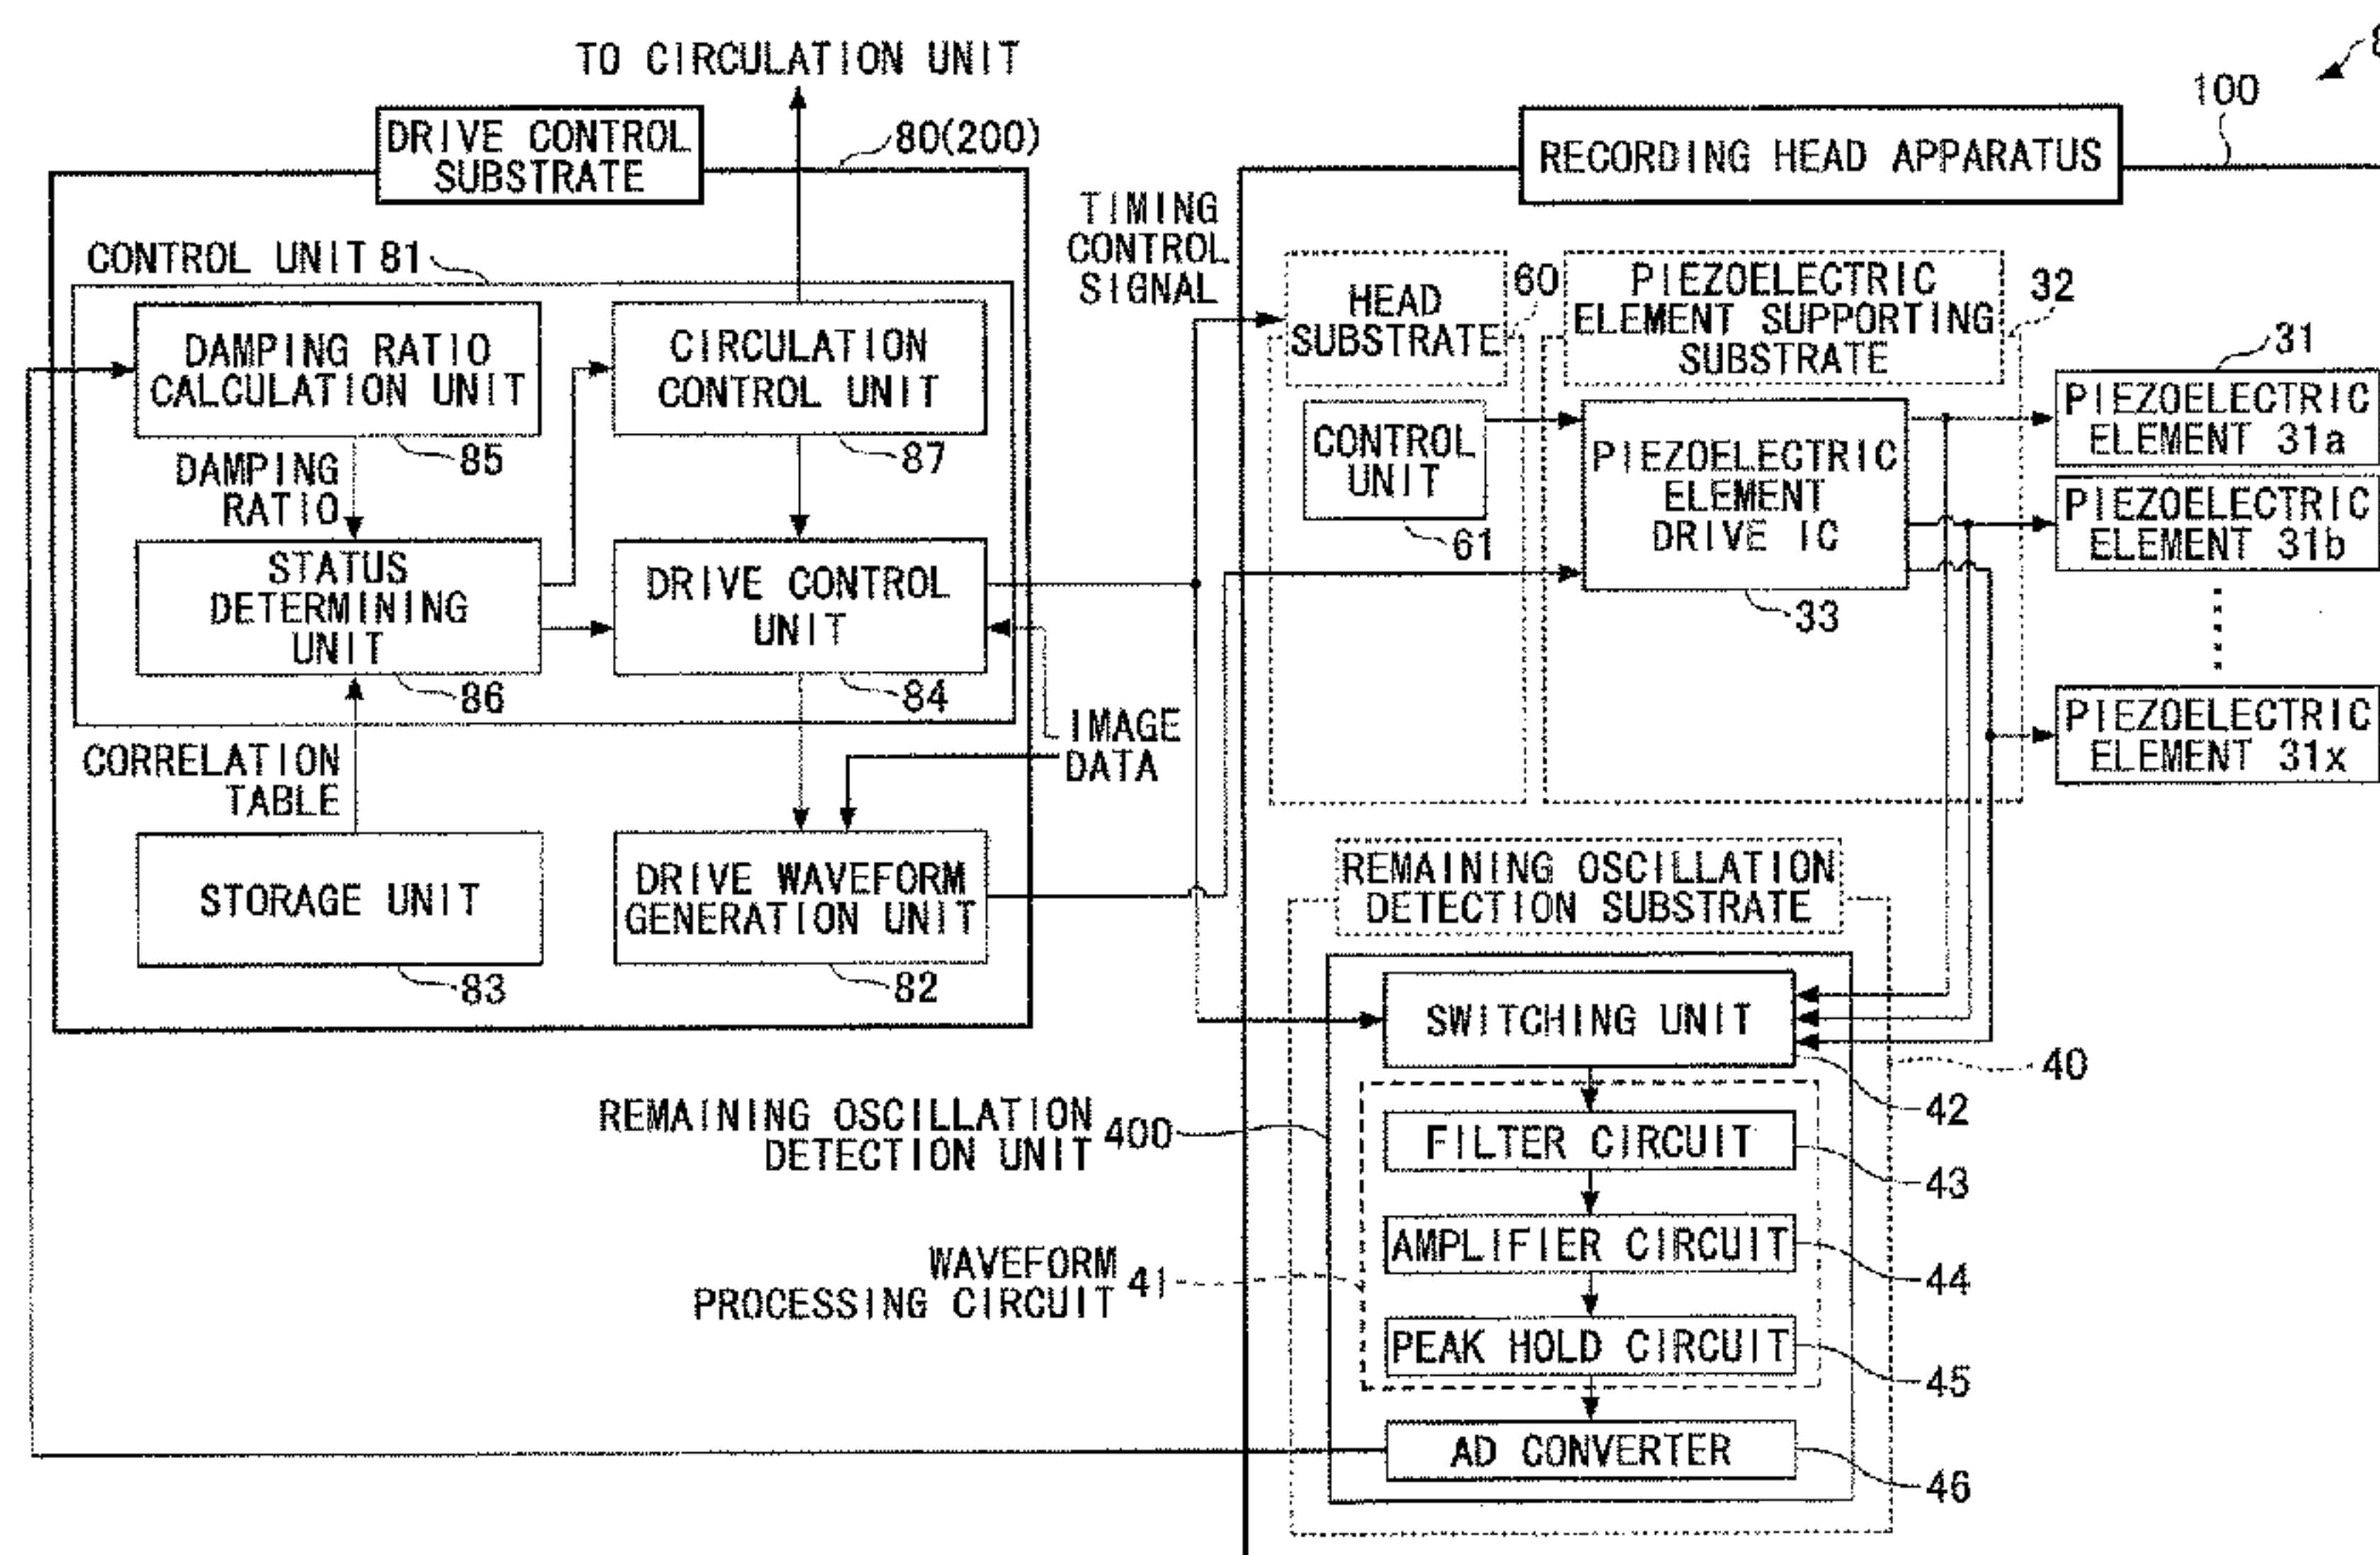 TO CIRCULATION UNIT
DRIVE CONTROL
SUBSTRATE
80(200)
CONTROL UNIT 81
DAMPING RATIO
CALCULATION UNIT
85
CIRCULATION
CONTROL UNIT
87
DAMPING
RATIO
STATUS
DETERMINING
UNIT
86
DRIVE CONTROL
UNIT
84
IMAGE
DATA
CORRELATION
TABLE
STORAGE UNIT
83
DRIVE WAVEFORM
GENERATION UNIT
82
TIMING
CONTROL
SIGNAL
RECORDING HEAD APPARATUS
100
HEAD
SUBSTRATE
60
PIEZOELECTRIC
ELEMENT SUPPORTING
SUBSTRATE
32
CONTROL
UNIT
61
PIEZOELECTRIC
ELEMENT
DRIVE IC
33
31
PIEZOELECTRIC
ELEMENT 31a
PIEZOELECTRIC
ELEMENT 31b
PIEZOELECTRIC
ELEMENT 31x
REMAINING OSCILLATION
DETECTION SUBSTRATE
40
SWITCHING UNIT
42
REMAINING OSCILLATION
DETECTION UNIT 400
FILTER CIRCUIT
43
AMPLIFIER CIRCUIT
44
WAVEFORM
PROCESSING CIRCUIT 41
PEAK HOLD CIRCUIT
45
AD CONVERTER
46